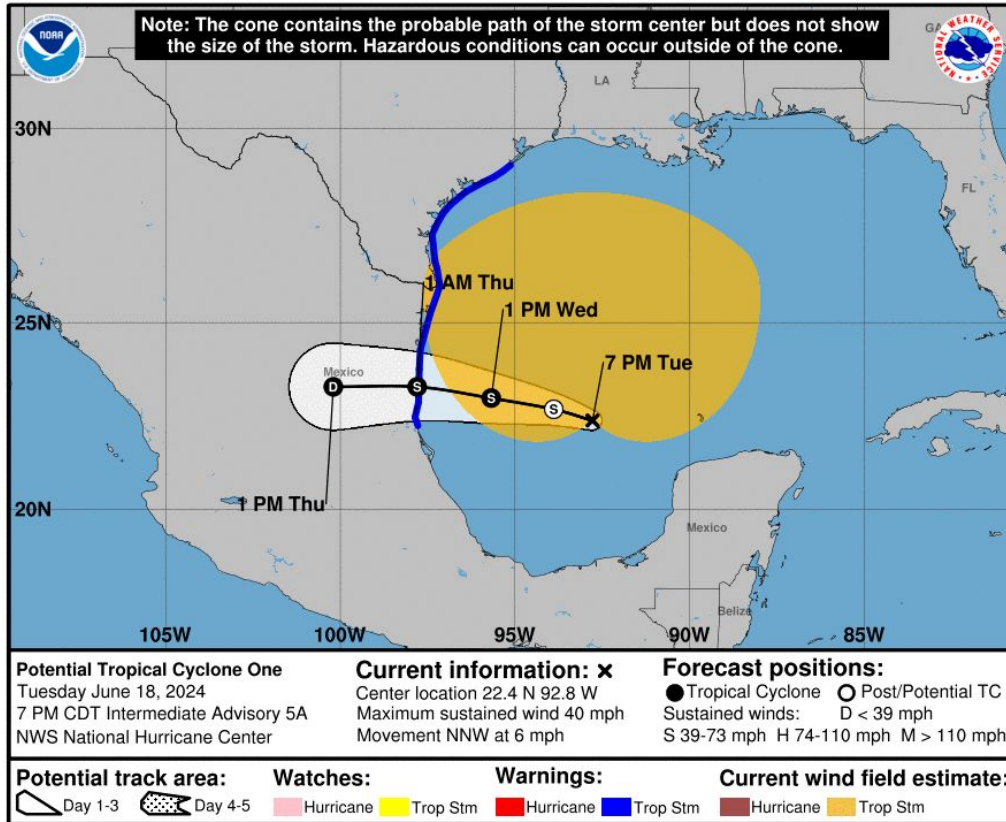 Note: The cone contains the probable path of the storm center but does not show
the size of the storm. Hazardous conditions can occur outside of the cone.
NOAA
NATIONAL WEATHER SERVICE
GA
LA
30N
FL
1 AM Thu
25N
1 PM Wed
7 PM Tue
Mexico
D
S
S
S
1 PM Thu
20N
Mexico
Belize
105W
100W
95W
90W
85W
Potential Tropical Cyclone One
Tuesday June 18, 2024
7 PM CDT Intermediate Advisory 5A
NWS National Hurricane Center
Current information: ×
Center location 22.4 N 92.8 W
Maximum sustained wind 40 mph
Movement NNW at 6 mph
Forecast positions:
● Tropical Cyclone ○ Post/Potential TC
Sustained winds: D < 39 mph
S 39-73 mph H 74-110 mph M > 110 mph
Potential track area:
Day 1-3 Day 4-5
Watches:
Hurricane Trop Stm
Warnings:
Hurricane Trop Stm
Current wind field estimate:
Hurricane Trop Stm